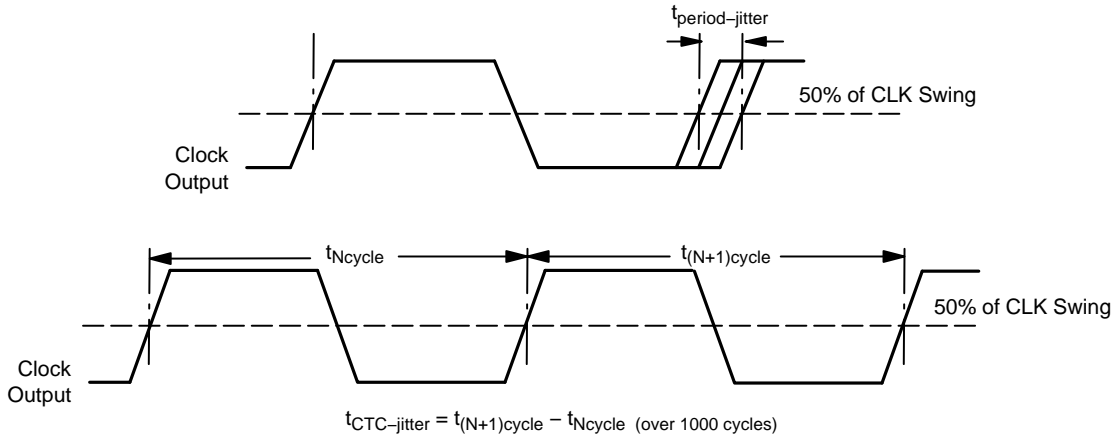 tperiod−jitter
50% of CLK Swing
Clock
Output
tNcycle
t(N+1)cycle
50% of CLK Swing
Clock
Output
tCTC−jitter = t(N+1)cycle − tNcycle (over 1000 cycles)